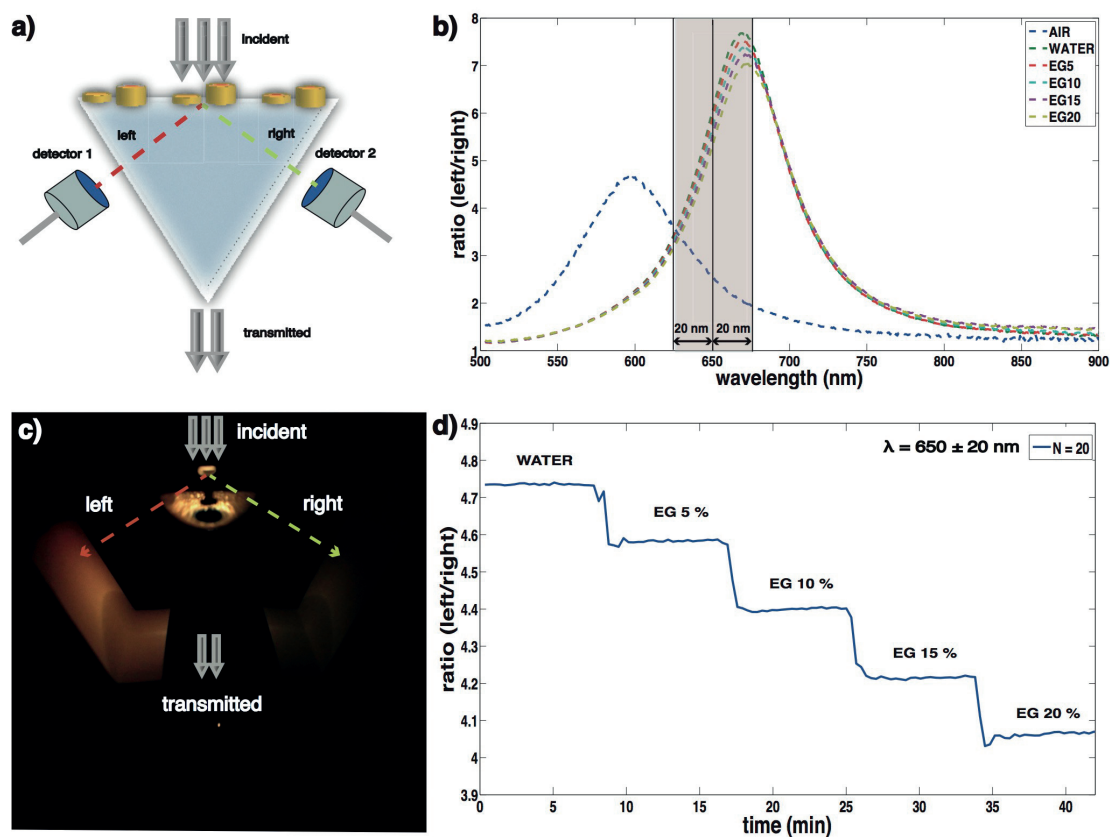 a)
incident
left
right
detector 1
detector 2
transmitted
b)
ratio (left/right)
8
7
6
5
4
3
2
1
AIR
WATER
EG5
EG10
EG15
EG20
20 nm
20 nm
500
550
600
650
700
750
800
850
900
wavelength (nm)
c)
incident
left
right
transmitted
d)
ratio (left/right)
4.9
4.8
4.7
4.6
4.5
4.4
4.3
4.2
4.1
4
3.9
λ = 650 ± 20 nm
N = 20
WATER
EG 5 %
EG 10 %
EG 15 %
EG 20 %
0
5
10
15
20
25
30
35
40
time (min)